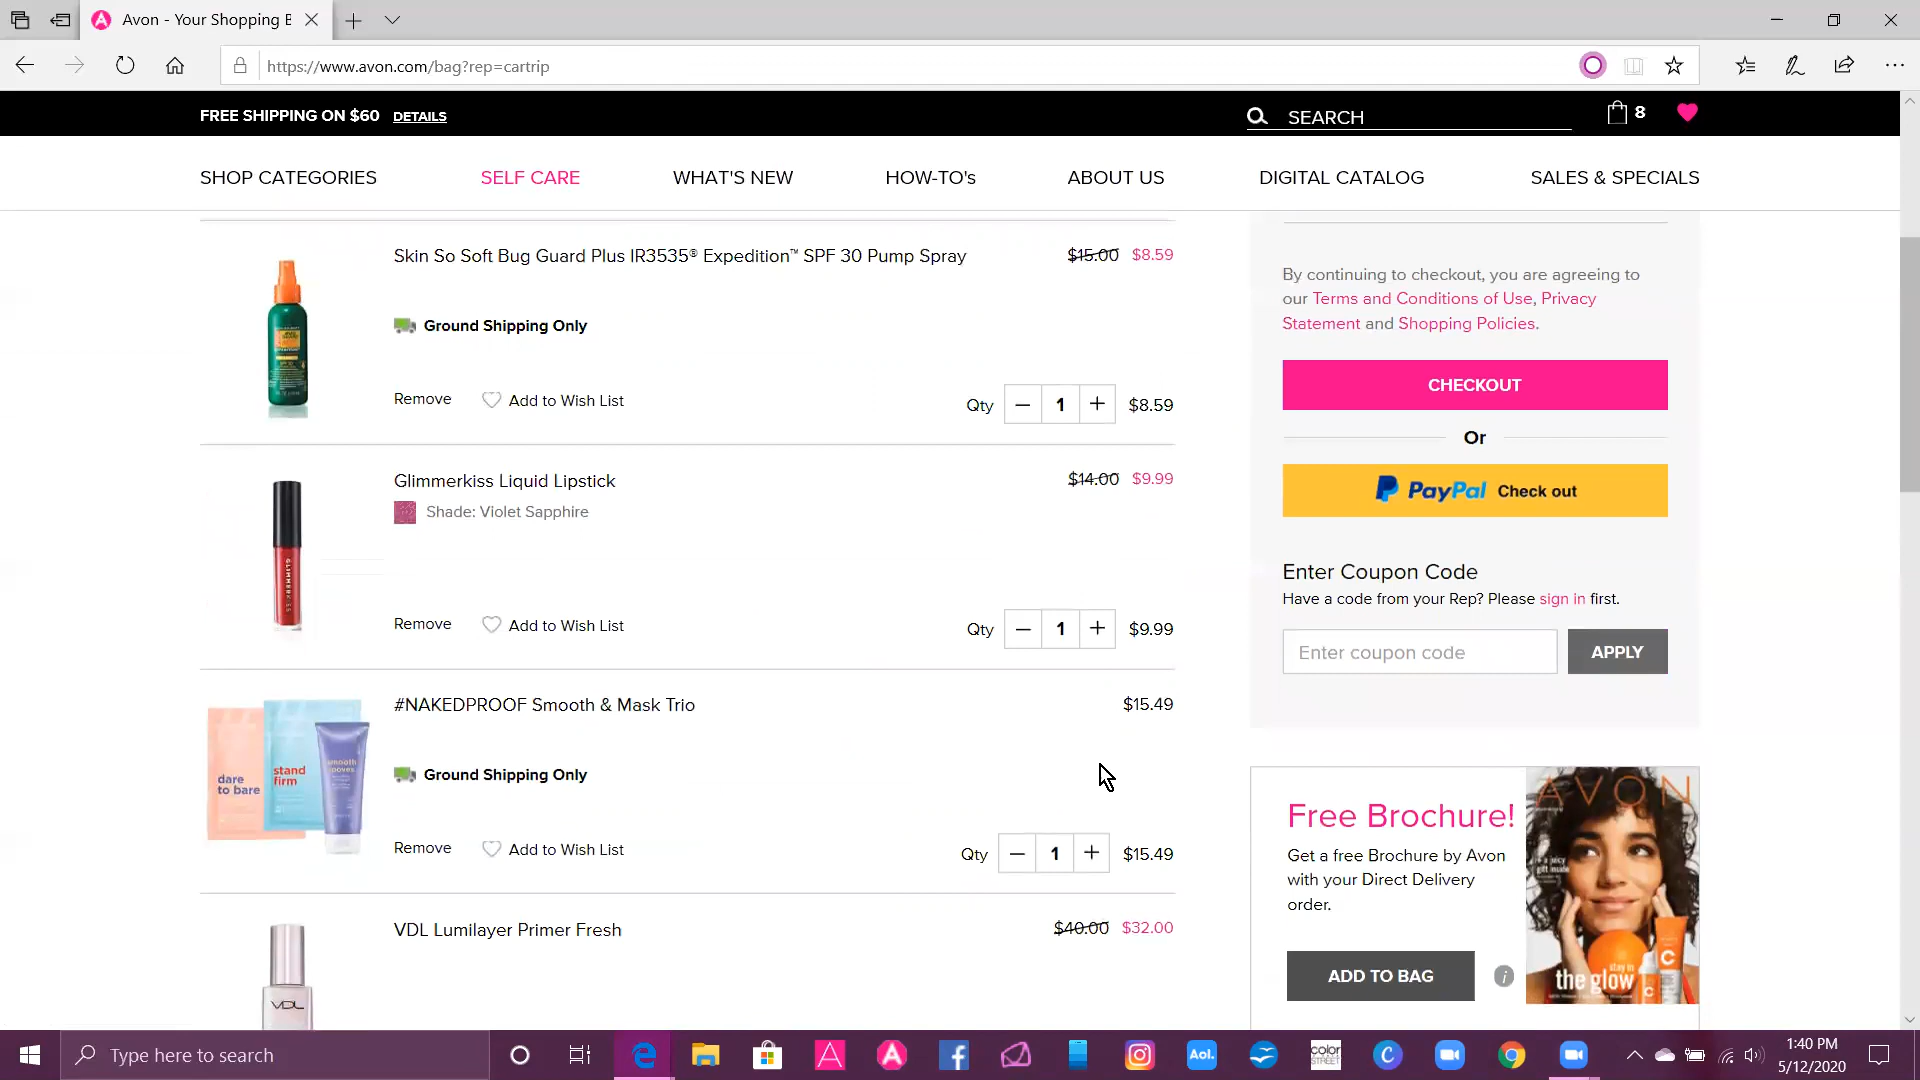 Avon - Your Shopping B
https://www.avon.com/bag?rep=cartrip
FREE SHIPPING ON $60 DETAILS
SEARCH
8
SHOP CATEGORIES SELF CARE WHAT'S NEW HOW-TO's ABOUT US DIGITAL CATALOG SALES & SPECIALS
Skin So Soft Bug Guard Plus IR3535® Expedition™ SPF 30 Pump Spray $15.00 $8.59
Ground Shipping Only
Remove Add to Wish List Qty — 1 + $8.59
Glimmerkiss Liquid Lipstick $14.00 $9.99
Shade: Violet Sapphire
Remove Add to Wish List Qty — 1 + $9.99
#NAKEDPROOF Smooth & Mask Trio $15.49
dare
to bare
stand
firm
smooth
moves
Ground Shipping Only
Remove Add to Wish List Qty — 1 + $15.49
VDL Lumilayer Primer Fresh $40.00 $32.00
VDL
By continuing to checkout, you are agreeing to
our Terms and Conditions of Use, Privacy
Statement and Shopping Policies.
CHECKOUT
Or
PayPal Check out
Enter Coupon Code
Have a code from your Rep? Please sign in first.
Enter coupon code APPLY
Free Brochure!
Get a free Brochure by Avon
with your Direct Delivery
order.
ADD TO BAG i
AVON
stay in
the glow
Type here to search
Aol.
color
STREET
1:40 PM
5/12/2020